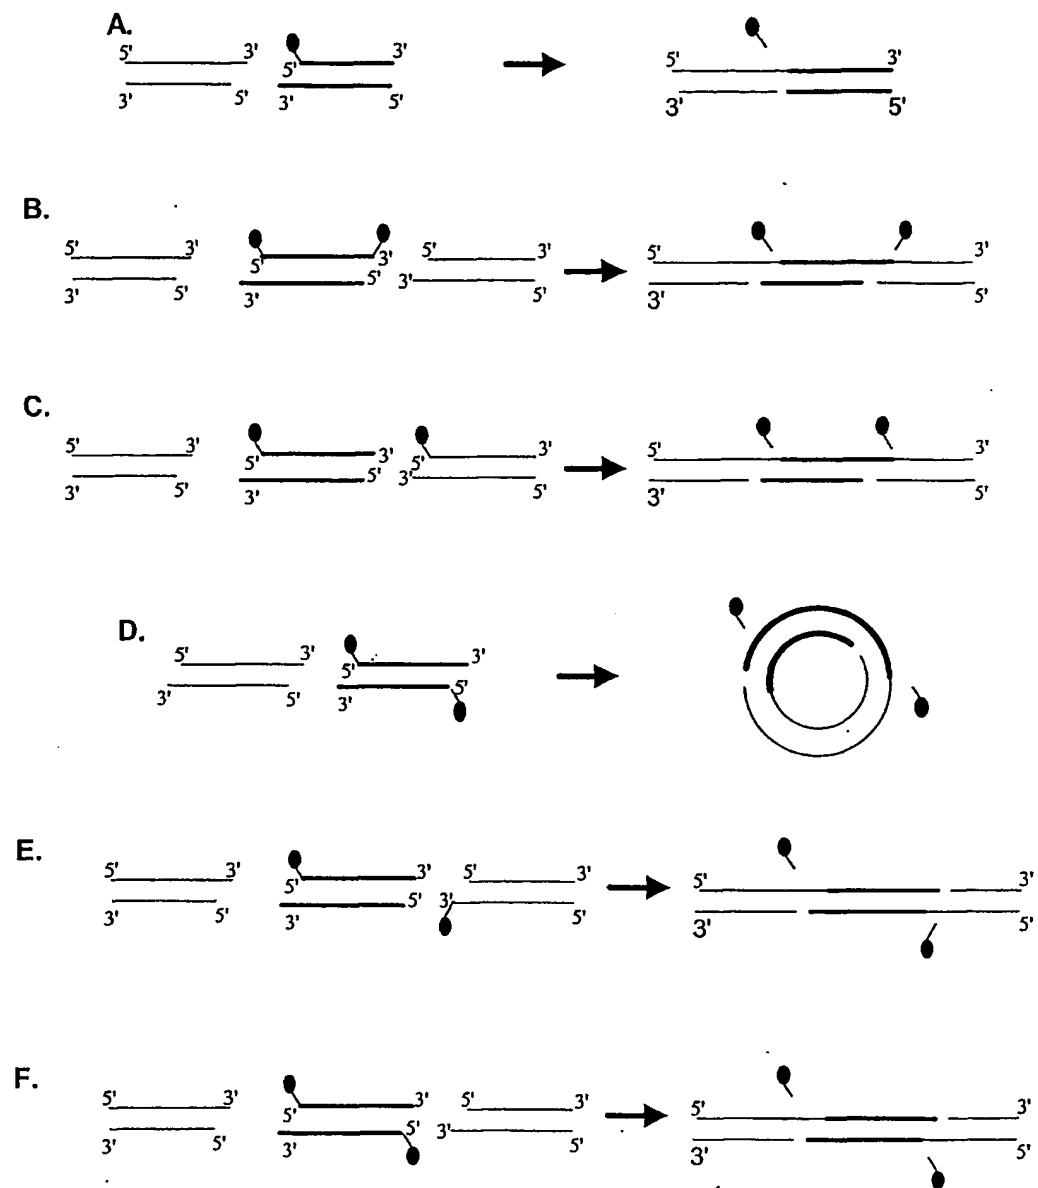 A.
5' 3' 5' 3' 5' 3'
3' 5' 3' 5' 3' 5'
B.
5' 3' 5' 3' 5' 3' 5' 3'
3' 5' 3' 5' 3' 5' 3' 5'
C.
5' 3' 5' 3' 5' 3' 5' 3'
3' 5' 3' 5' 3' 5' 3' 5'
D.
5' 3' 5' 3'
3' 5' 3' 5'
E.
5' 3' 5' 3' 5' 3' 5' 3'
3' 5' 3' 5' 3' 5' 3' 5'
F.
5' 3' 5' 3' 5' 3' 5' 3'
3' 5' 3' 5' 3' 5' 3' 5'